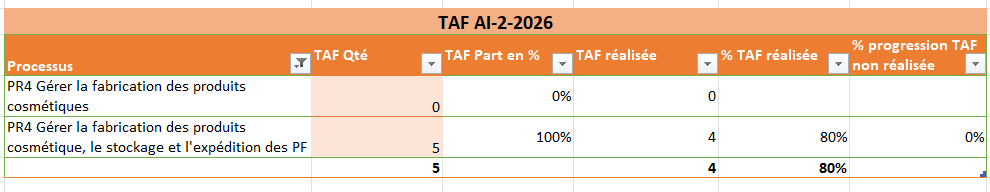 TAF AI-2-2026
Processus TAF Qté TAF Part en % TAF réalisée % TAF réalisée % progression TAF
non réalisée
PR4 Gérer la fabrication des produits
cosmétiques 0 0% 0
PR4 Gérer la fabrication des produits
cosmétique, le stockage et l'expédition des PF 5 100% 4 80% 0%
5 4 80%